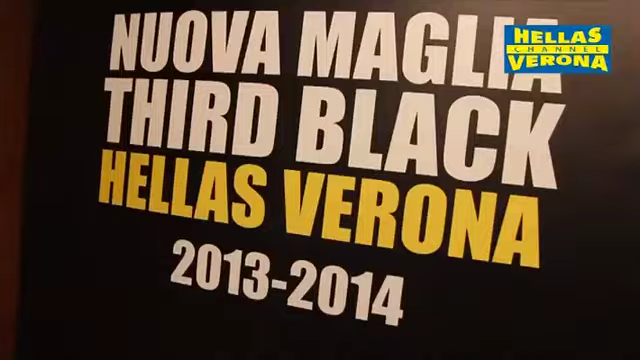 NUOVA MAGLIA
THIRD BLACK
HELLAS VERONA
2013-2014
HELLAS
CHANNEL
VERONA